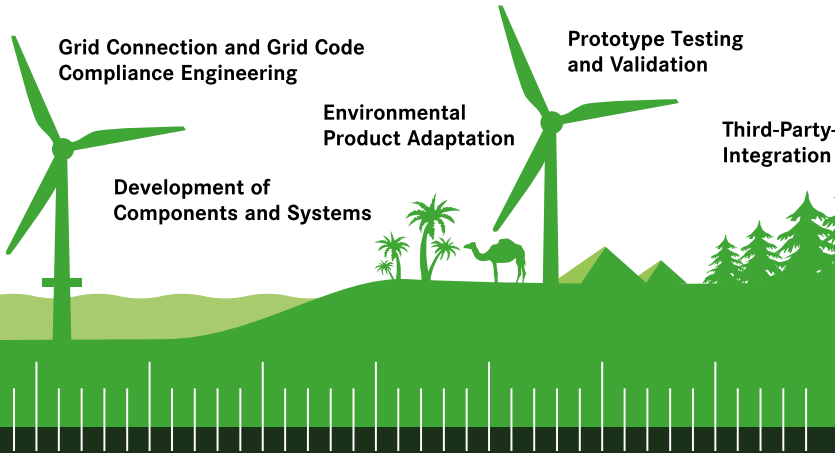 Grid Connection and Grid Code
Compliance Engineering
Prototype Testing
and Validation
Environmental
Product Adaptation
Third-Party-
Integration
Development of
Components and Systems